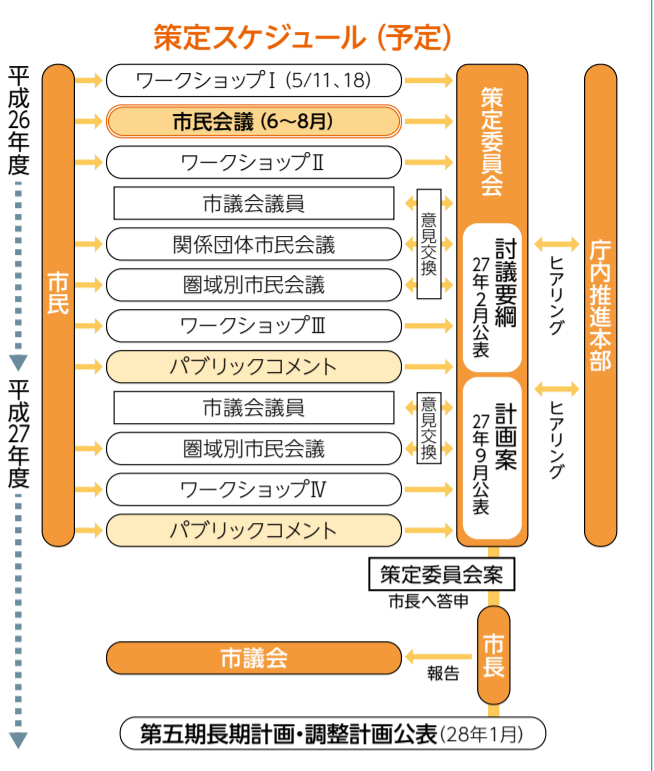 策定スケジュール（予定）
平成26年度
平成27年度
市民
ワークショップⅠ（5/11、18）
市民会議（6～8月）
ワークショップⅡ
市議会議員
関係団体市民会議
圏域別市民会議
ワークショップⅢ
パブリックコメント
市議会議員
圏域別市民会議
ワークショップⅣ
パブリックコメント
意見交換
意見交換
策定委員会
討議要綱
27年2月公表
計画案
27年9月公表
ヒアリング
ヒアリング
庁内推進本部
策定委員会案
市長へ答申
市長
報告
市議会
第五期長期計画・調整計画公表（28年1月）